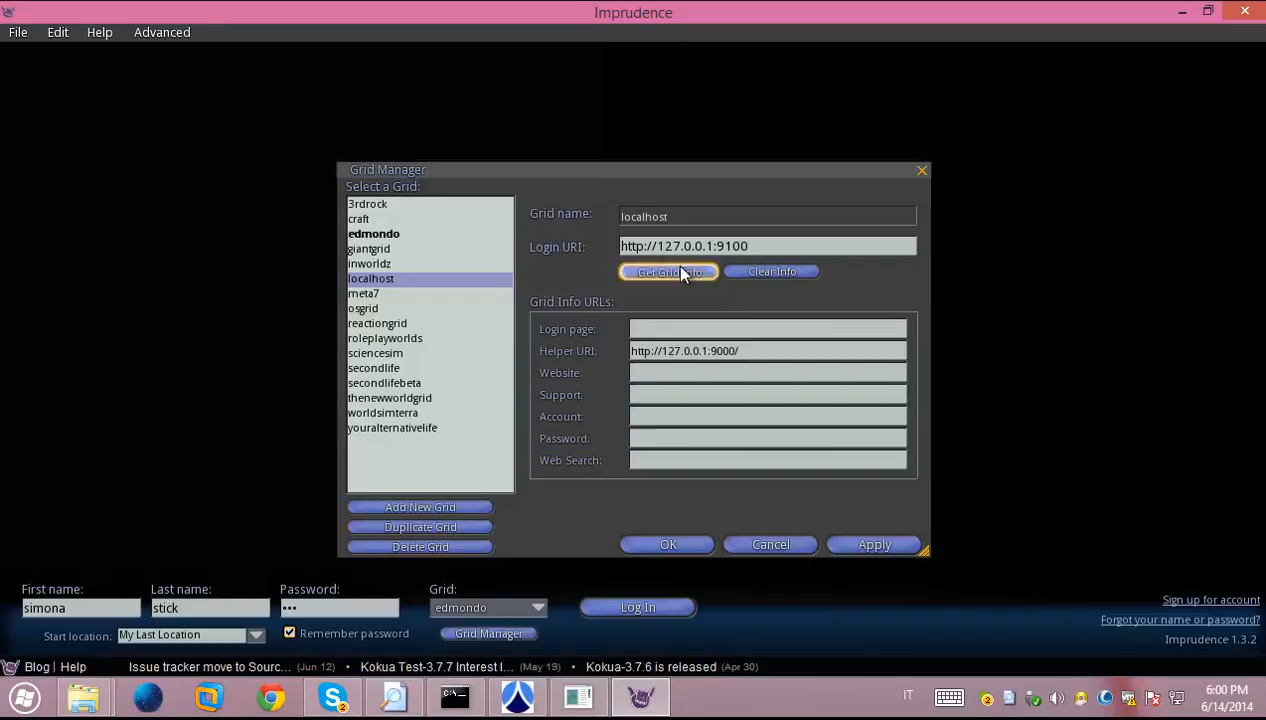 Imprudence
File Edit Help Advanced
Grid Manager
Select a Grid:
3rdrock
craft
edmondo
giantgrid
inworldz
localhost
meta7
osgrid
reactiongrid
roleplayworlds
sciencesim
secondlife
secondlifebeta
thenewworldgrid
worldsimterra
youralternativelife
Add New Grid
Duplicate Grid
Delete Grid
Grid name: localhost
Login URI: http://127.0.0.1:9100
Get Grid Info Clear Info
Grid Info URLs:
Login page:
Helper URI: http://127.0.0.1:9000/
Website:
Support:
Account:
Password:
Web Search:
OK Cancel Apply
First name: Last name: Password: Grid:
simona stick ••• edmondo Log In
Start location: My Last Location Remember password Grid Manager
Sign up for account
Forgot your name or password?
Imprudence 1.3.2
Blog | Help Issue tracker move to Sourc... (Jun 12) • Kokua Test-3.7.7 Interest l... (May 19) • Kokua-3.7.6 is released (Apr 30)
IT
6:00 PM
6/14/2014